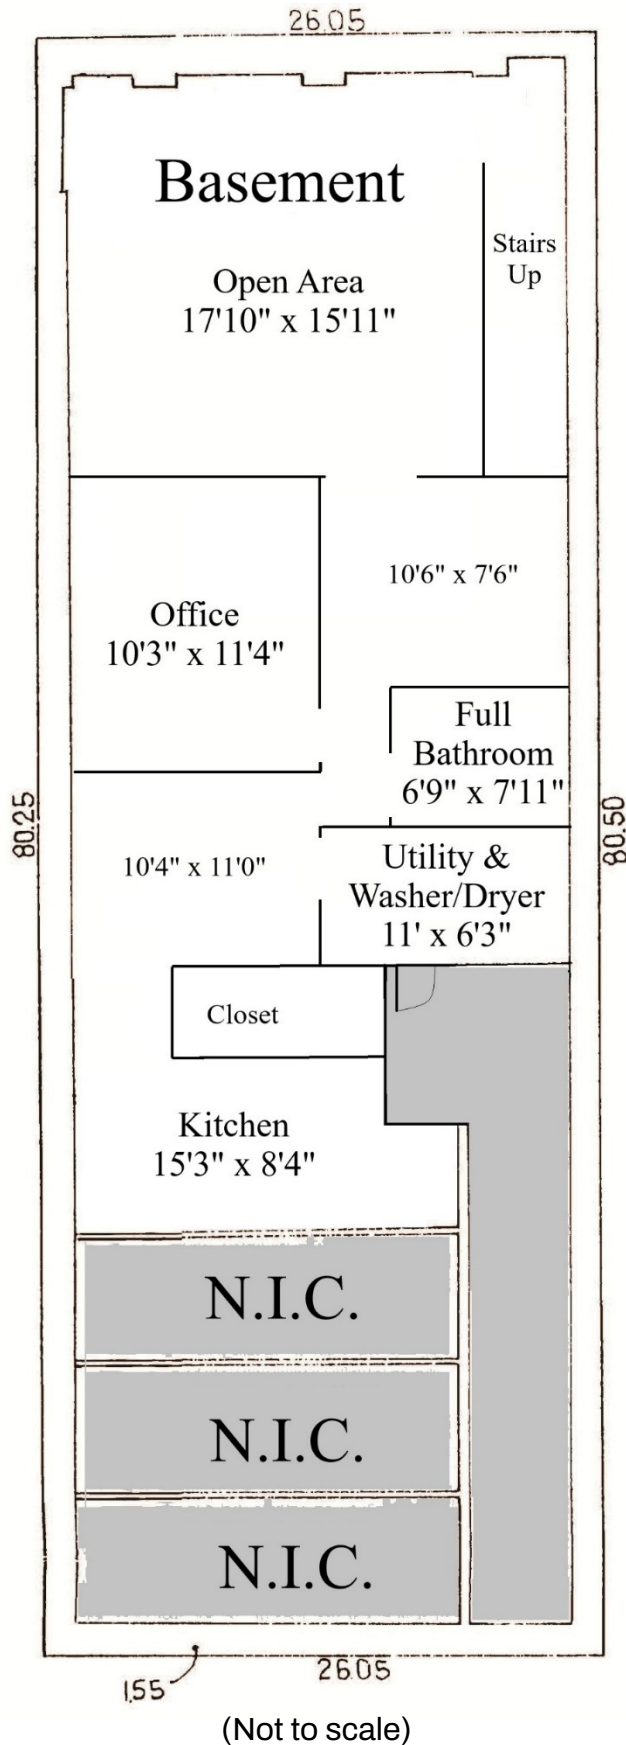 26.05
Basement
Stairs
Up
Open Area
17'10" x 15'11"
10'6" x 7'6"
Office
10'3" x 11'4"
Full
Bathroom
6'9" x 7'11"
80.25
80.50
10'4" x 11'0"
Utility &
Washer/Dryer
11' x 6'3"
Closet
Kitchen
15'3" x 8'4"
N.I.C.
N.I.C.
N.I.C.
1.55
26.05
(Not to scale)